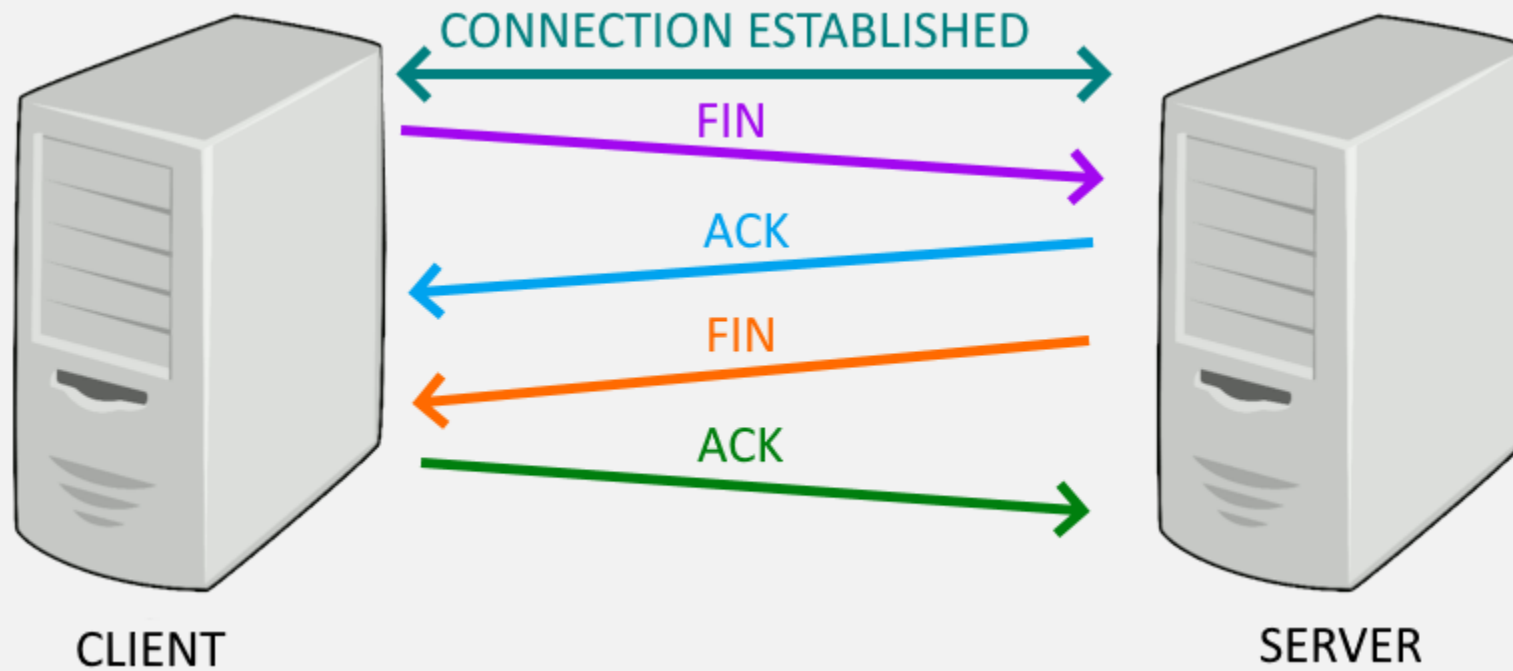 CONNECTION ESTABLISHED
FIN
ACK
FIN
ACK
CLIENT
SERVER